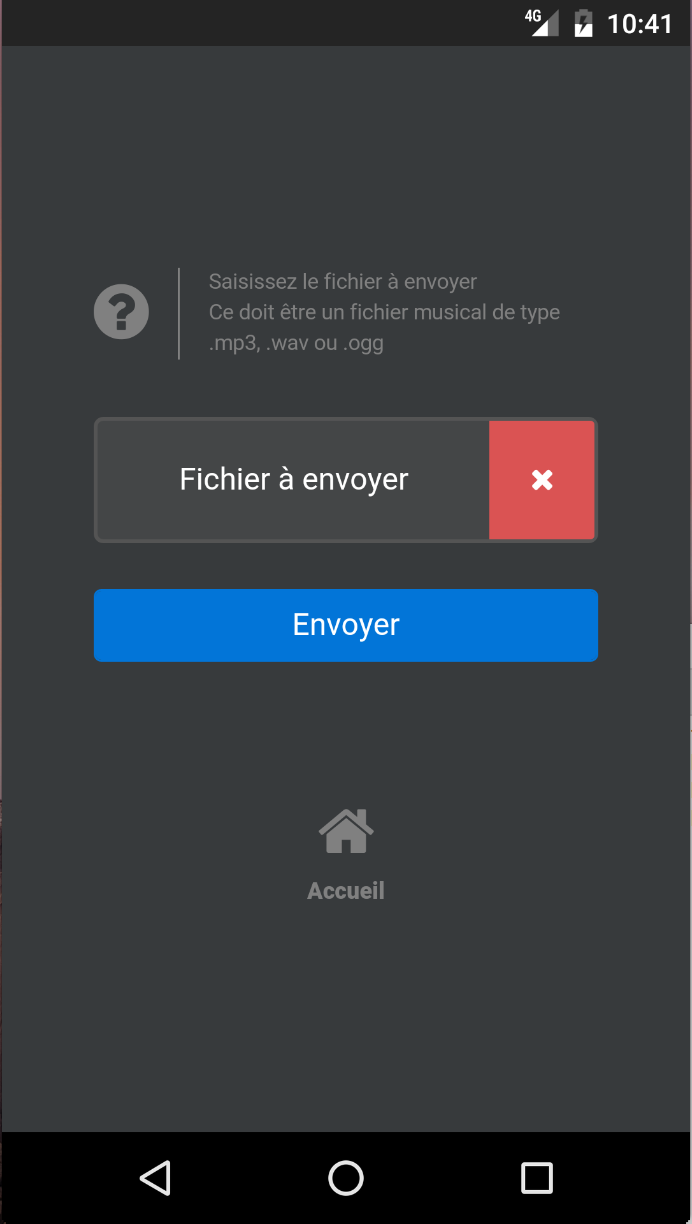 4G 10:41
Saisissez le fichier à envoyer
Ce doit être un fichier musical de type
.mp3, .wav ou .ogg
Fichier à envoyer
Envoyer
Accueil